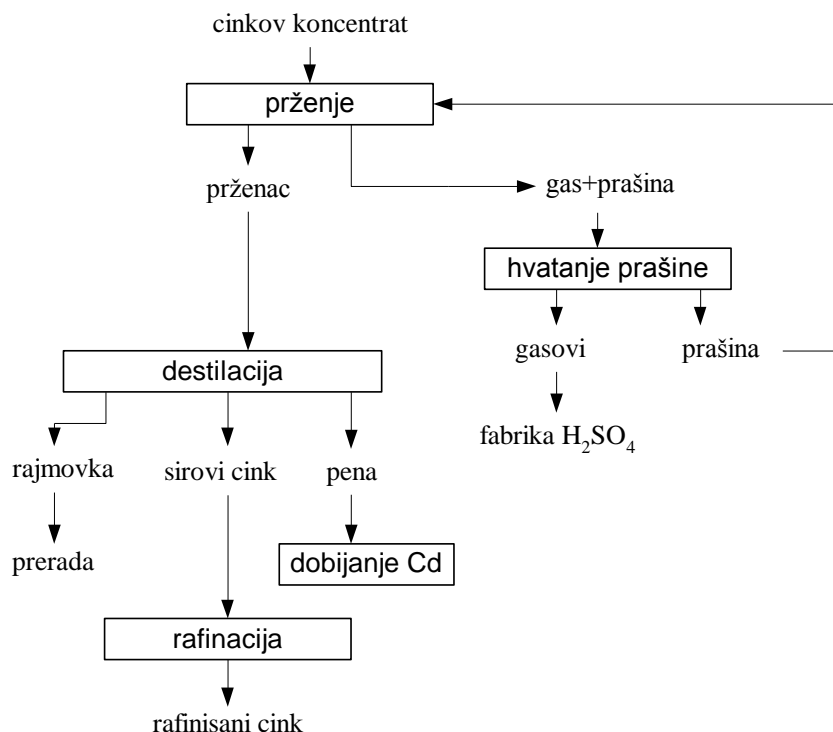 cinkov koncentrat
prženje
prženac
gas+prašina
hvatanje prašine
gasovi
prašina
destilacija
fabrika H₂SO₄
rajmovka
sirovi cink
pena
prerada
dobijanje Cd
rafinacija
rafinisani cink